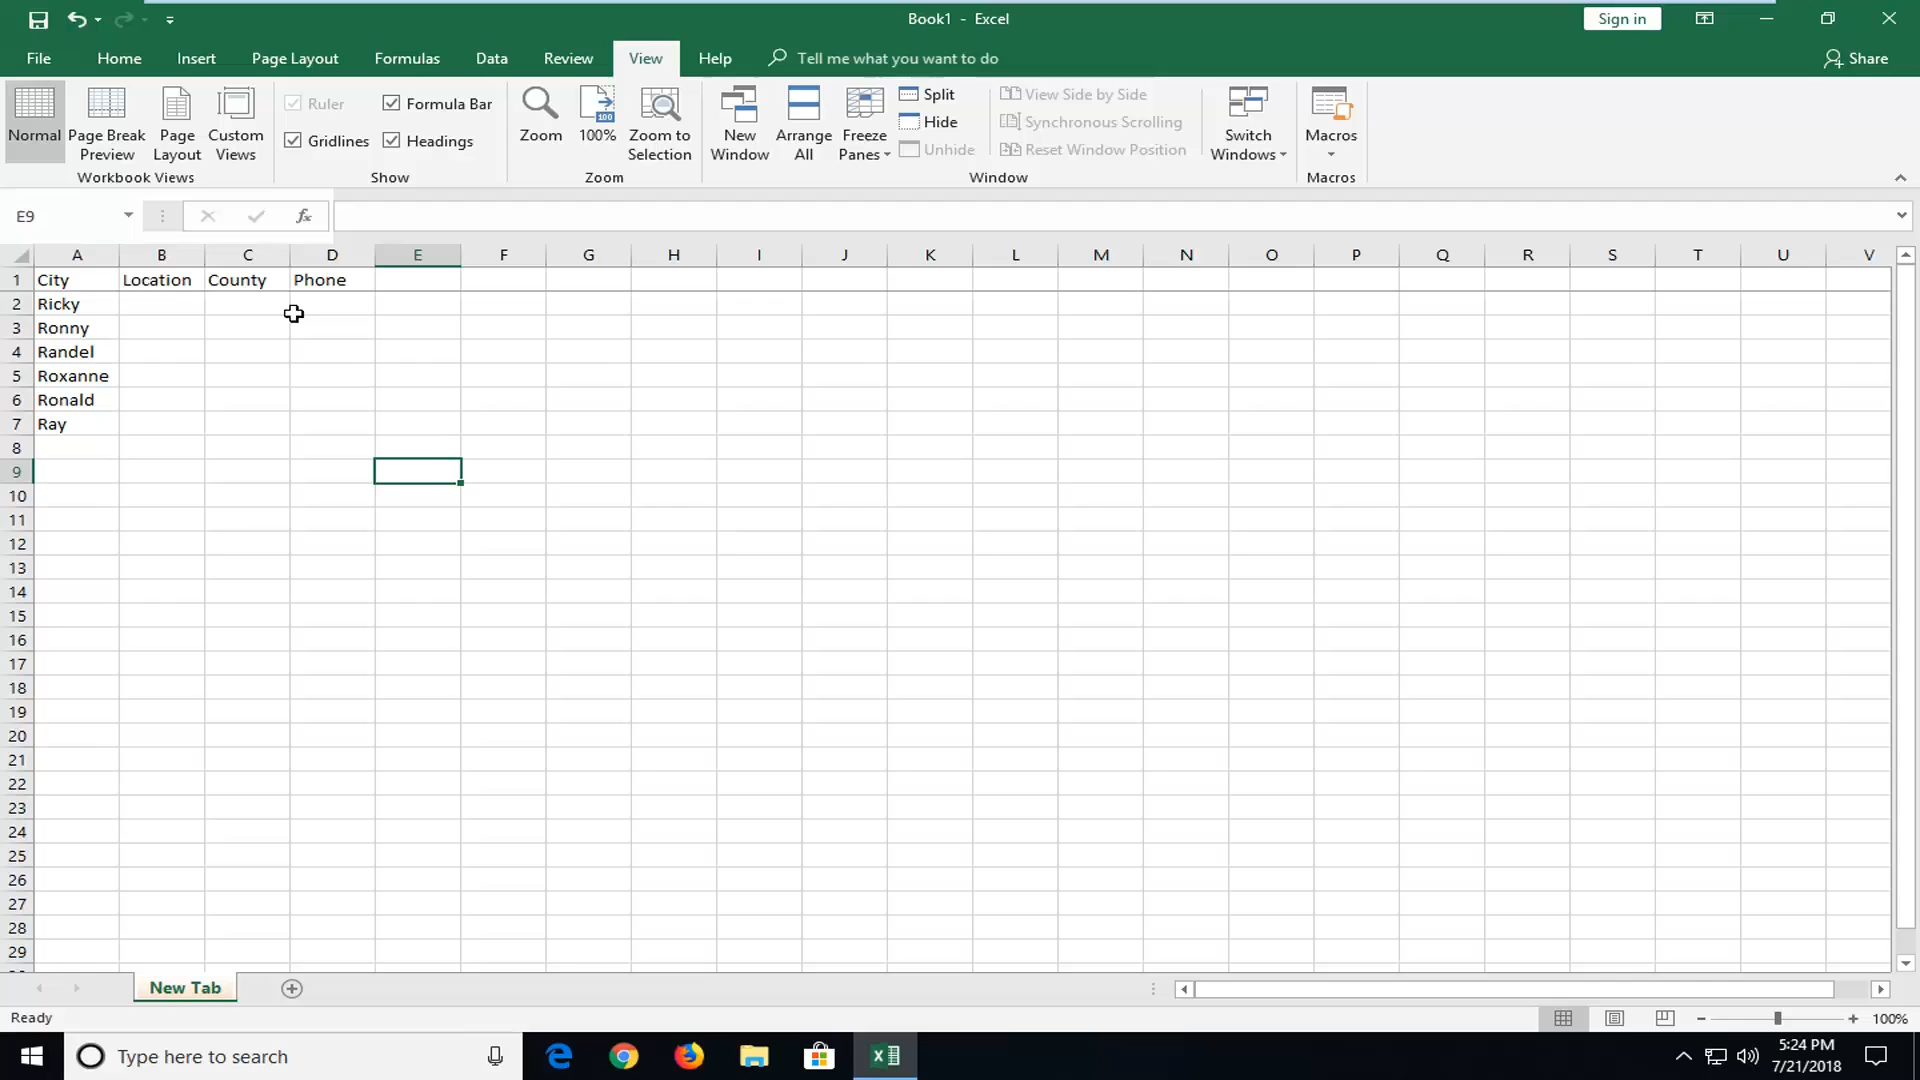 Book1 - Excel
Sign in
File Home Insert Page Layout Formulas Data Review View Help Tell me what you want to do Share
Normal
Page Break Preview
Page Layout
Custom Views
Workbook Views
Ruler
Formula Bar
Gridlines
Headings
Show
Zoom
100
100%
Zoom to Selection
Zoom
New Window
Arrange All
Freeze Panes
Split
Hide
Unhide
View Side by Side
Synchronous Scrolling
Reset Window Position
Switch Windows
Window
Macros
Macros
E9
fx
A B C D E F G H I J K L M N O P Q R S T U V
1 City Location County Phone
2 Ricky
3 Ronny
4 Randel
5 Roxanne
6 Ronald
7 Ray
8
9
10
11
12
13
14
15
16
17
18
19
20
21
22
23
24
25
26
27
28
29
New Tab
Ready
100%
Type here to search
5:24 PM
7/21/2018